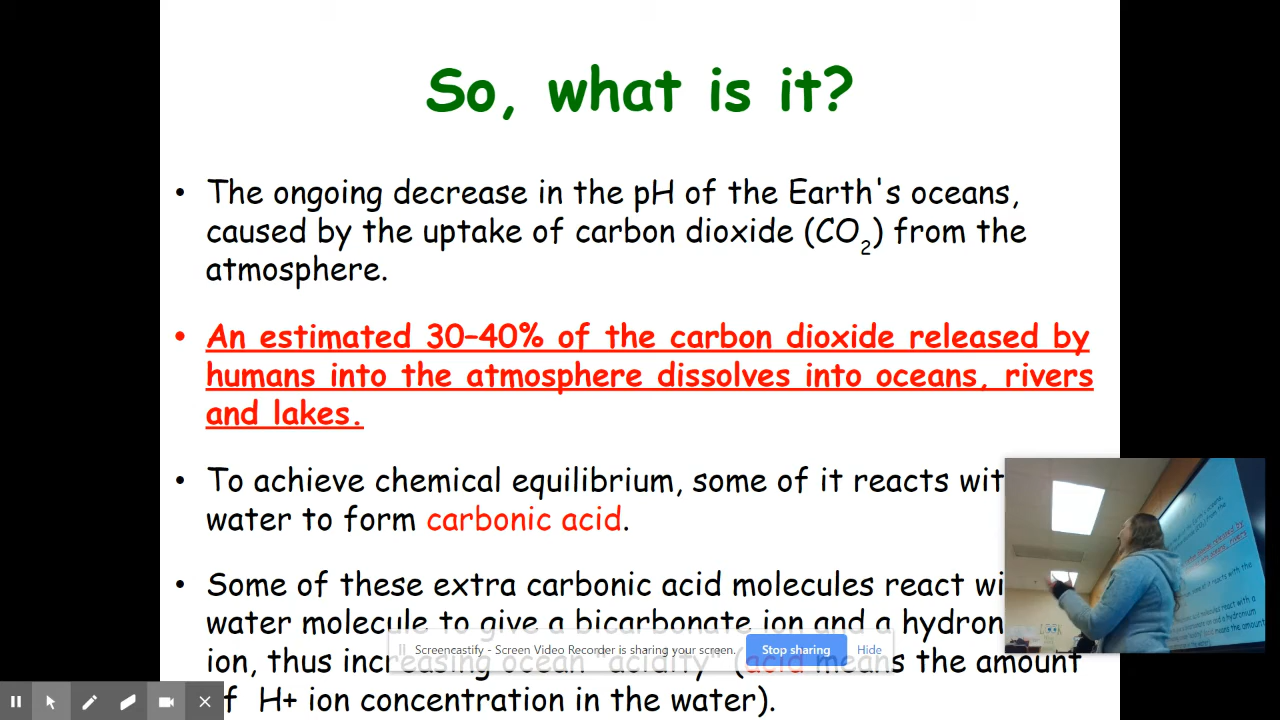 So, what is it?
• The ongoing decrease in the pH of the Earth's oceans,
caused by the uptake of carbon dioxide (CO2) from the
atmosphere.
• An estimated 30–40% of the carbon dioxide released by
humans into the atmosphere dissolves into oceans, rivers
and lakes.
• To achieve chemical equilibrium, some of it reacts wit
water to form carbonic acid.
• Some of these extra carbonic acid molecules react wi
water molecule to give a bicarbonate ion and a hydron
ion, thus increasing ocean "acidity" (acid means the amount
f H+ ion concentration in the water).
Screencastify - Screen Video Recorder is sharing your screen.
Stop sharing
Hide